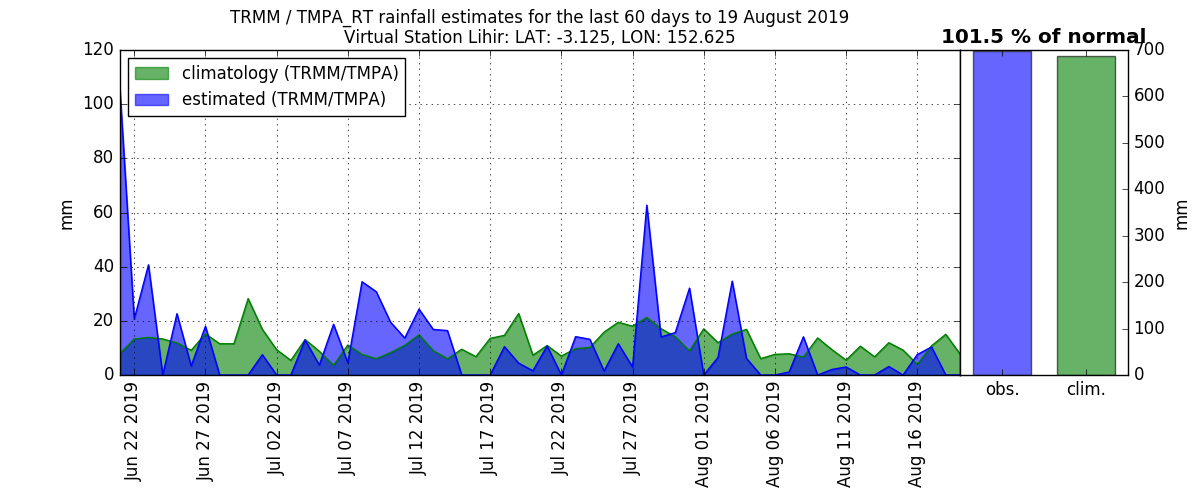 TRMM / TMPA_RT rainfall estimates for the last 60 days to 19 August 2019
Virtual Station Lihir: LAT: -3.125, LON: 152.625
101.5 % of normal
climatology (TRMM/TMPA)
estimated (TRMM/TMPA)
120
100
80
60
40
20
0
mm
Jun 22 2019
Jun 27 2019
Jul 02 2019
Jul 07 2019
Jul 12 2019
Jul 17 2019
Jul 22 2019
Jul 27 2019
Aug 01 2019
Aug 06 2019
Aug 11 2019
Aug 16 2019
700
600
500
400
300
200
100
0
mm
obs.
clim.